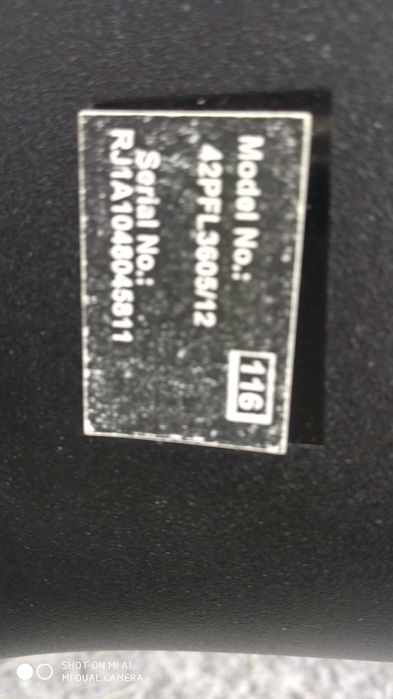 Model No.:
116
42PFL3605/12
Serial No.:
RJ1A1048045811
SHOT ON MI A1
MI DUAL CAMERA